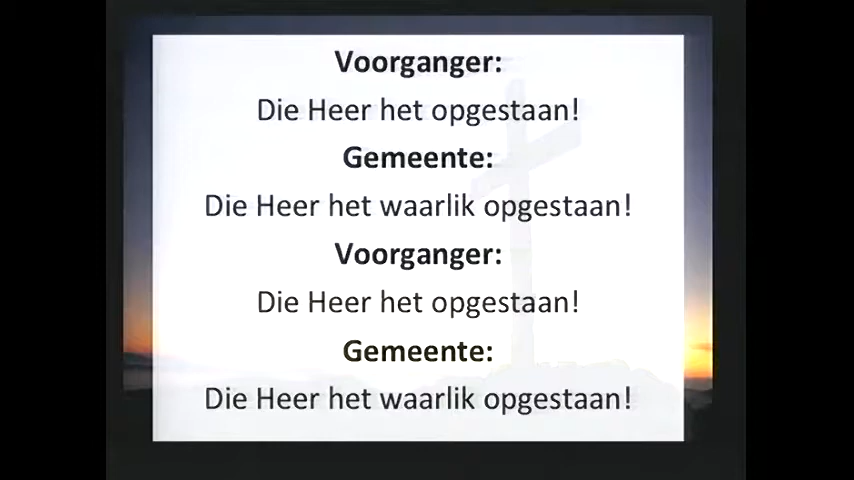 Voorganger:
Die Heer het opgestaan!
Gemeente:
Die Heer het waarlik opgestaan!
Voorganger:
Die Heer het opgestaan!
Gemeente:
Die Heer het waarlik opgestaan!